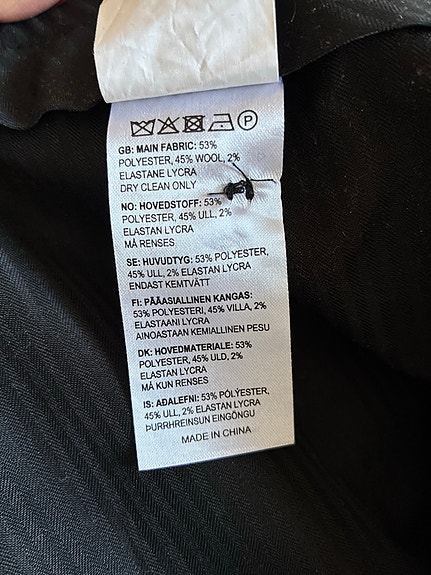 P
GB: MAIN FABRIC: 53%
POLYESTER, 45% WOOL, 2%
ELASTANE LYCRA
DRY CLEAN ONLY
NO: HOVEDSTOFF: 53%
POLYESTER, 45% ULL, 2%
ELASTAN LYCRA
MÅ RENSES
SE: HUVUDTYG: 53% POLYESTER,
45% ULL, 2% ELASTAN LYCRA
ENDAST KEMTVÄTT
FI: PÄÄASIALLINEN KANGAS:
53% POLYESTERI, 45% VILLA, 2%
ELASTAANI LYCRA
AINOASTAAN KEMIALLINEN PESU
DK: HOVEDMATERIALE: 53%
POLYESTER, 45% ULD, 2%
ELASTAN LYCRA
MÅ KUN RENSES
IS: AÐALEFNI: 53% PÓLÝESTER,
45% ULL, 2% ELASTAN LYCRA
ÞURRHREINSUN EINGÖNGU
MADE IN CHINA